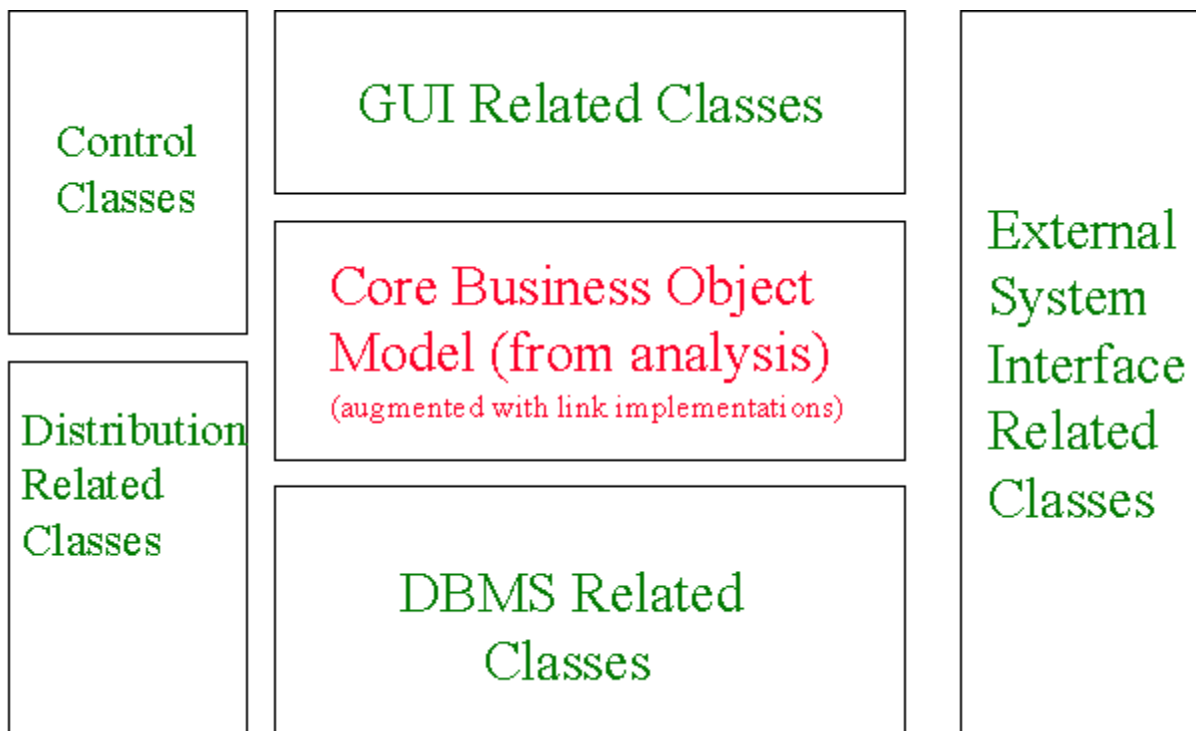 Control
Classes
Distribution
Related
Classes
GUI Related Classes
Core Business Object
Model (from analysis)
(augmented with link implementations)
DBMS Related
Classes
External
System
Interface
Related
Classes